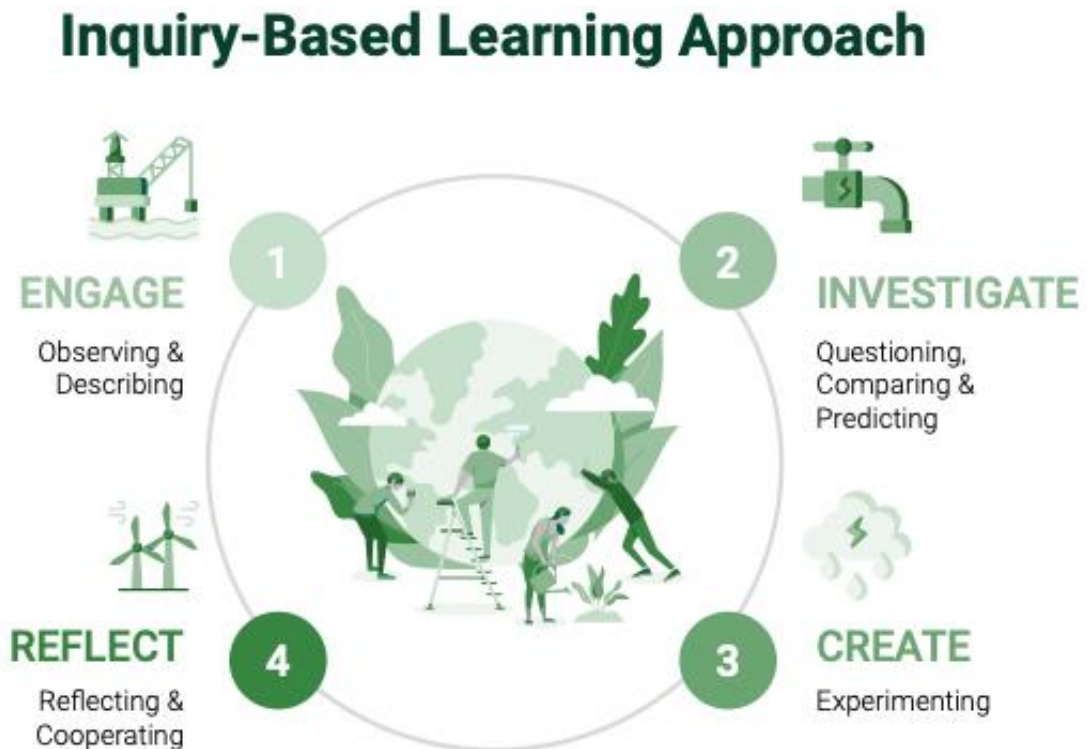 Inquiry-Based Learning Approach
1
ENGAGE
Observing &
Describing
2
INVESTIGATE
Questioning,
Comparing &
Predicting
3
CREATE
Experimenting
4
REFLECT
Reflecting &
Cooperating